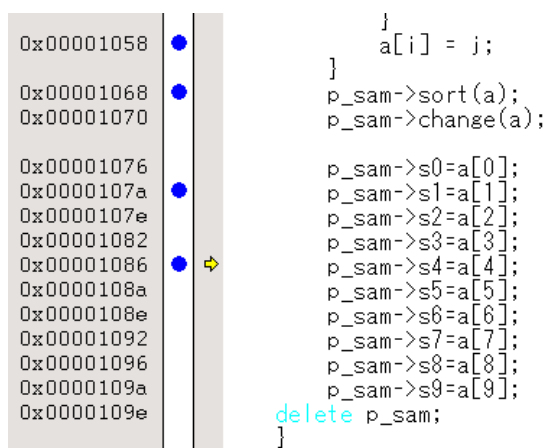 }
0x00001058 a[i] = j;
}
0x00001068 p_sam->sort(a);
0x00001070 p_sam->change(a);
0x00001076 p_sam->s0=a[0];
0x0000107a p_sam->s1=a[1];
0x0000107e p_sam->s2=a[2];
0x00001082 p_sam->s3=a[3];
0x00001086 p_sam->s4=a[4];
0x0000108a p_sam->s5=a[5];
0x0000108e p_sam->s6=a[6];
0x00001092 p_sam->s7=a[7];
0x00001096 p_sam->s8=a[8];
0x0000109a p_sam->s9=a[9];
0x0000109e delete p_sam;
}